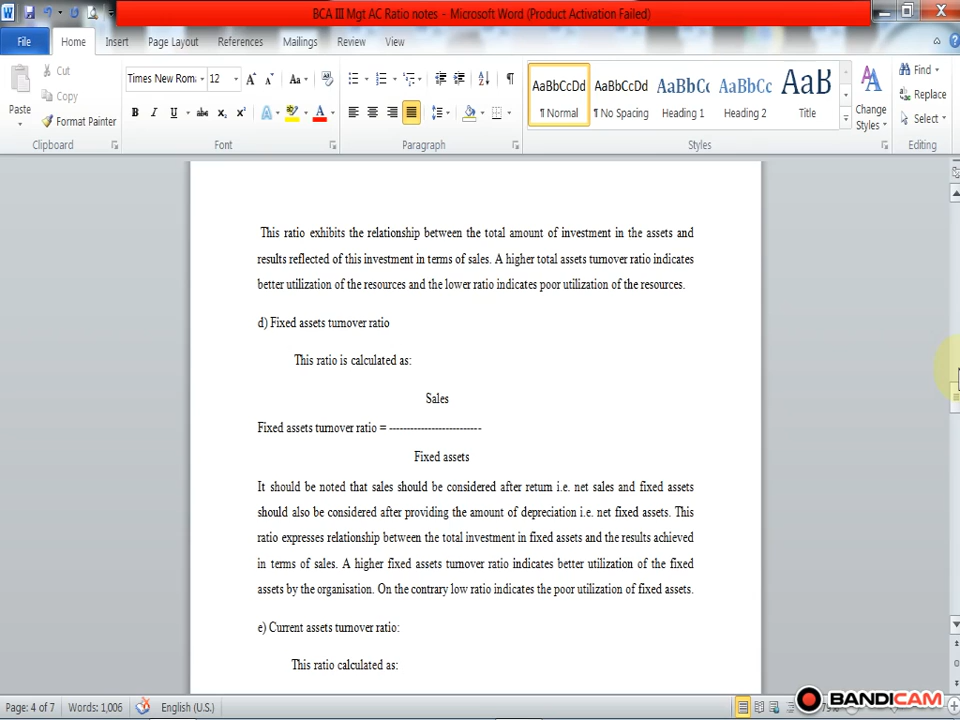 BCA III Mgt AC Ratio notes - Microsoft Word (Product Activation Failed)
File Home Insert Page Layout References Mailings Review View
Paste
Cut
Copy
Format Painter
Clipboard
Times New Rom
12
Font
Paragraph
AaBbCcDd AaBbCcDd AaBbCc AaBbCc AaB
¶ Normal ¶ No Spacing Heading 1 Heading 2 Title
Styles
Change Styles
Find
Replace
Select
Editing
This ratio exhibits the relationship between the total amount of investment in the assets and
results reflected of this investment in terms of sales. A higher total assets turnover ratio indicates
better utilization of the resources and the lower ratio indicates poor utilization of the resources.
d) Fixed assets turnover ratio
This ratio is calculated as:
Sales
Fixed assets turnover ratio = --------------------------
Fixed assets
It should be noted that sales should be considered after return i.e. net sales and fixed assets
should also be considered after providing the amount of depreciation i.e. net fixed assets. This
ratio expresses relationship between the total investment in fixed assets and the results achieved
in terms of sales. A higher fixed assets turnover ratio indicates better utilization of the fixed
assets by the organisation. On the contrary low ratio indicates the poor utilization of fixed assets.
e) Current assets turnover ratio:
This ratio calculated as:
Page: 4 of 7 Words: 1,006 English (U.S.)
BANDICAM